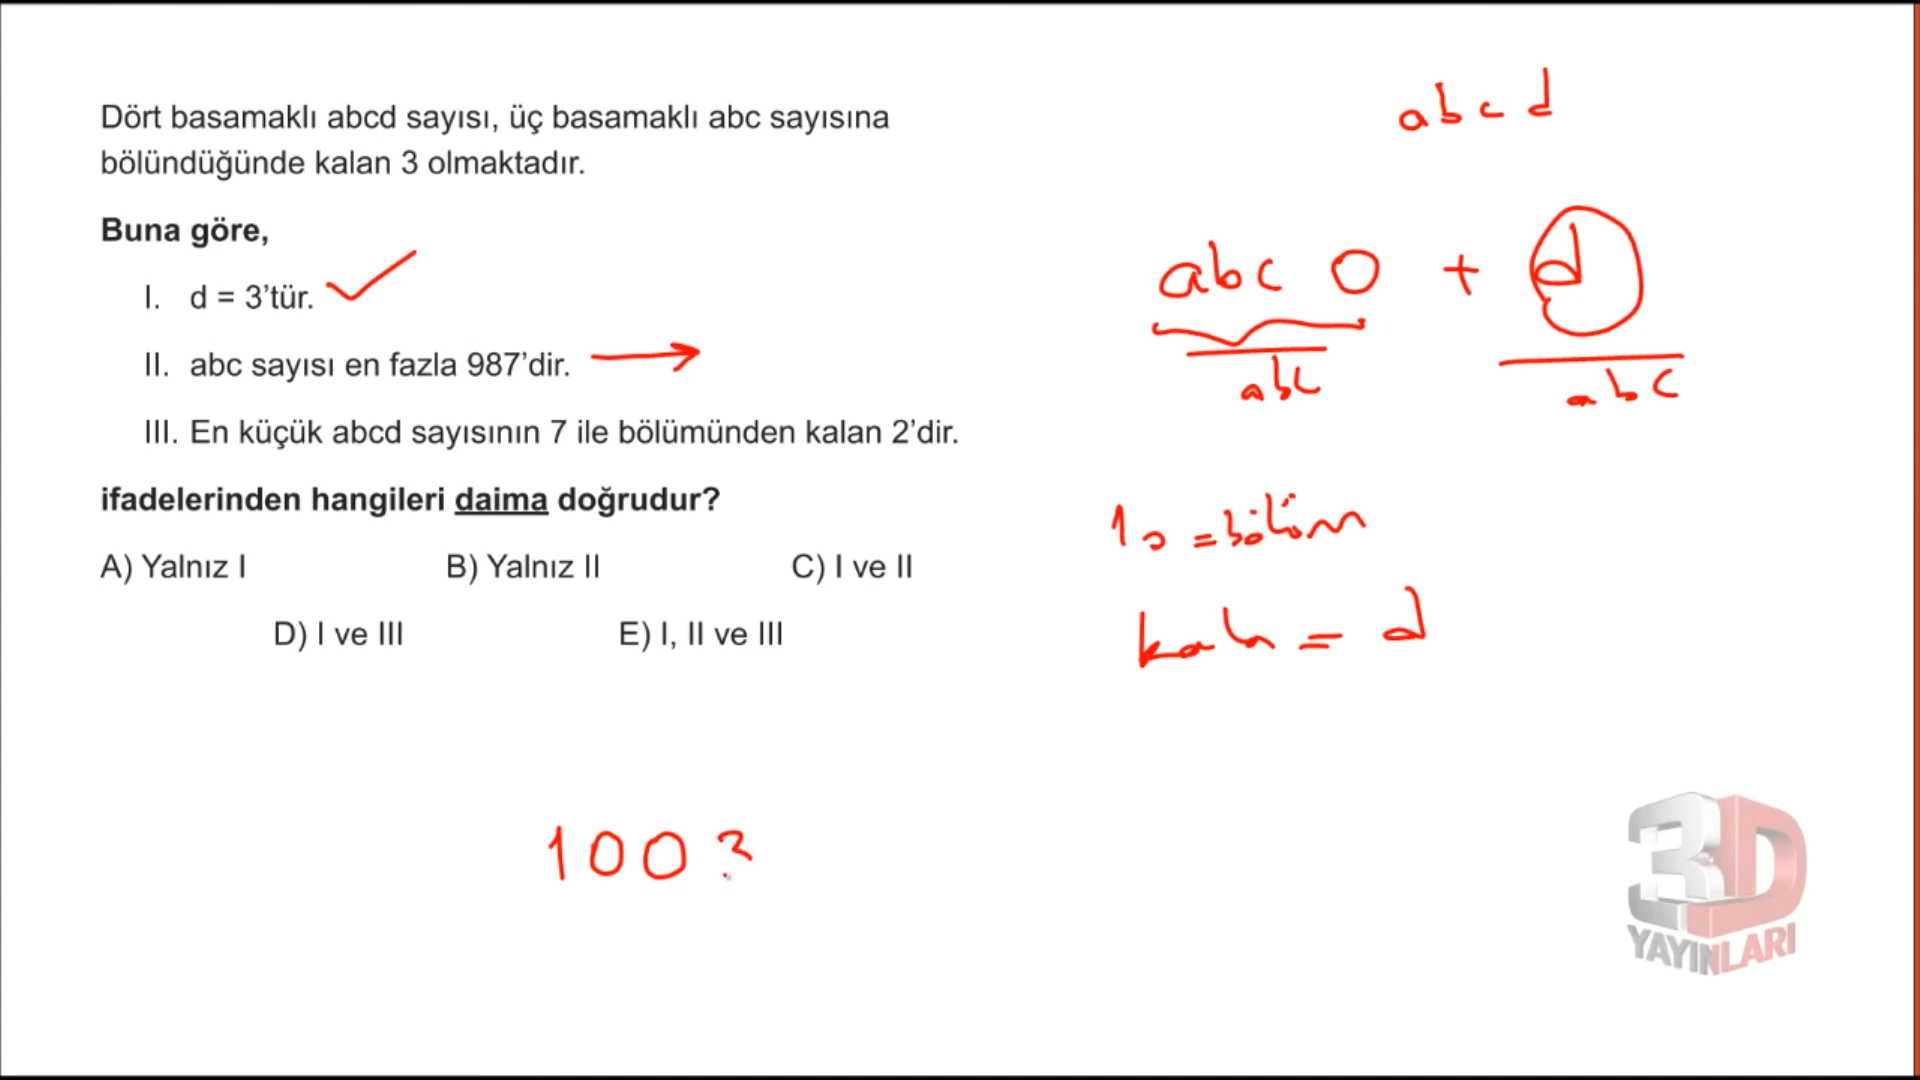 Dört basamaklı abcd sayısı, üç basamaklı abc sayısına
bölündüğünde kalan 3 olmaktadır.
Buna göre,
I. d = 3'tür.
II. abc sayısı en fazla 987'dir.
III. En küçük abcd sayısının 7 ile bölümünden kalan 2'dir.
ifadelerinden hangileri daima doğrudur?
A) Yalnız I B) Yalnız II C) I ve II
D) I ve III E) I, II ve III
abcd
abc0 + d
abc abc
10 = bölüm
kalan = d
1003
3D
YAYINLARI